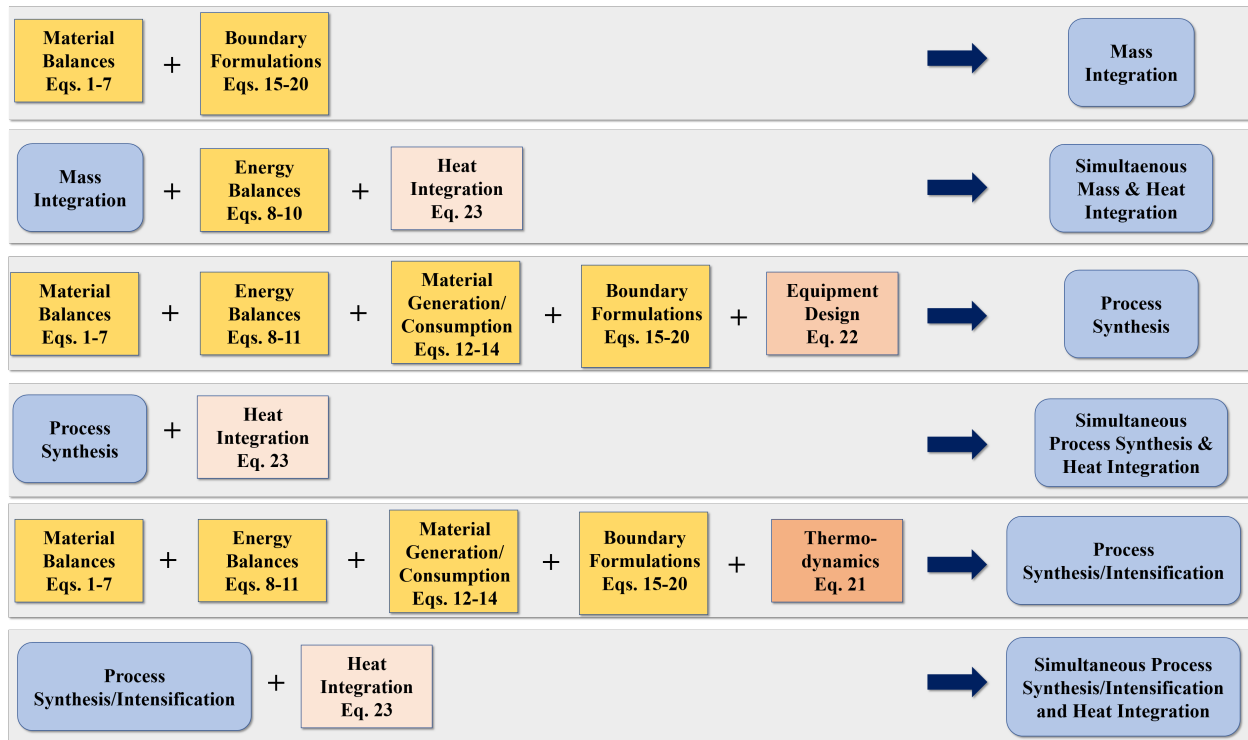 Material
Balances
Eqs. 1-7
+
Boundary
Formulations
Eqs. 15-20
Mass
Integration
Mass
Integration
+
Energy
Balances
Eqs. 8-10
+
Heat
Integration
Eq. 23
Simultaenous
Mass & Heat
Integration
Material
Balances
Eqs. 1-7
+
Energy
Balances
Eqs. 8-11
+
Material
Generation/
Consumption
Eqs. 12-14
+
Boundary
Formulations
Eqs. 15-20
+
Equipment
Design
Eq. 22
Process
Synthesis
Process
Synthesis
+
Heat
Integration
Eq. 23
Simultaneous
Process Synthesis &
Heat Integration
Material
Balances
Eqs. 1-7
+
Energy
Balances
Eqs. 8-11
+
Material
Generation/
Consumption
Eqs. 12-14
+
Boundary
Formulations
Eqs. 15-20
+
Thermo-
dynamics
Eq. 21
Process
Synthesis/Intensification
Process
Synthesis/Intensification
+
Heat
Integration
Eq. 23
Simultaneous Process
Synthesis/Intensification
and Heat Integration